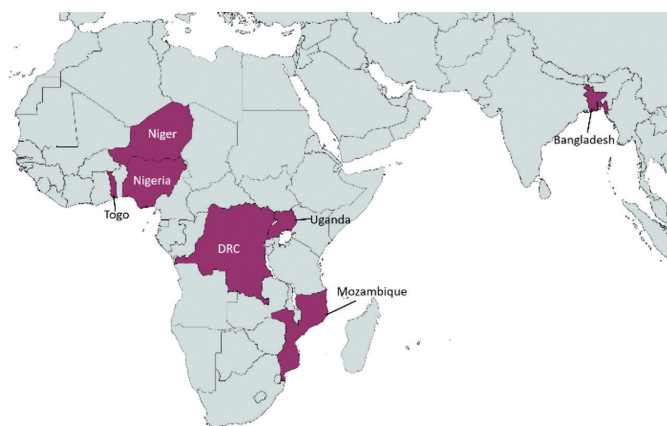 Niger
Bangladesh
Nigeria
Togo
Uganda
DRC
Mozambique